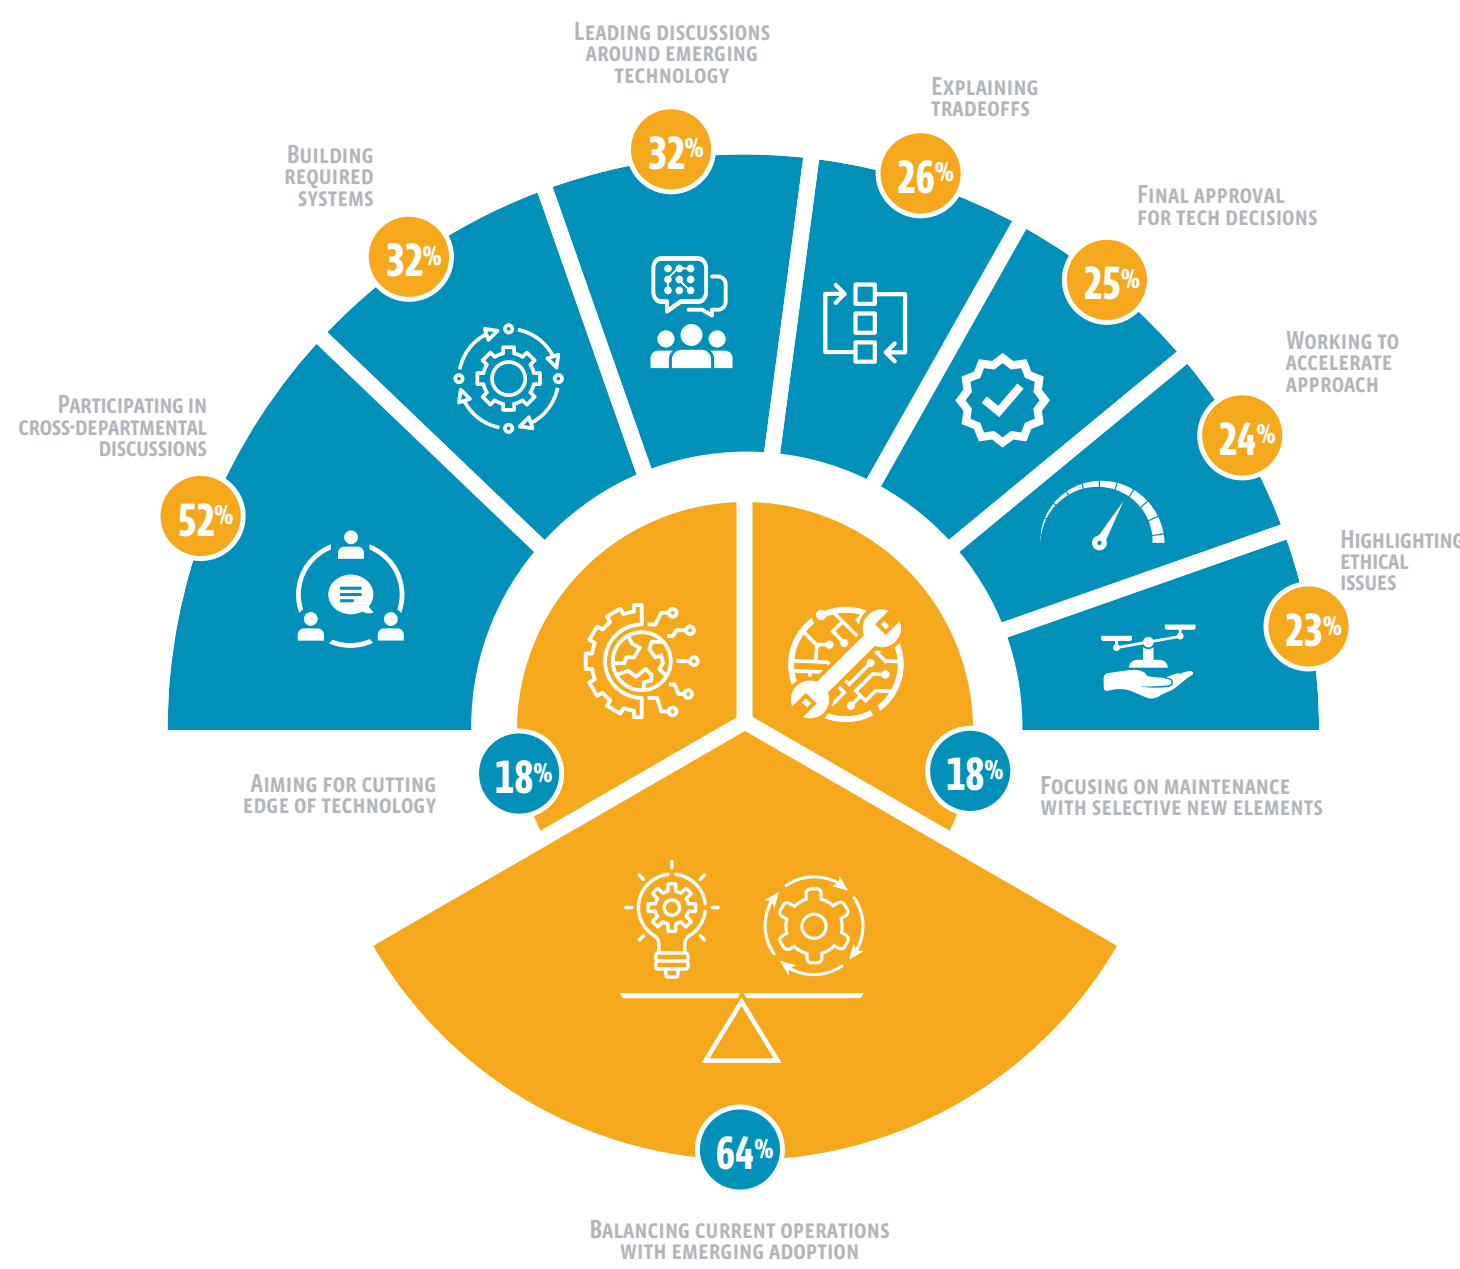 LEADING DISCUSSIONS
AROUND EMERGING
TECHNOLOGY
32%
EXPLAINING
TRADEOFFS
26%
BUILDING
REQUIRED
SYSTEMS
32%
FINAL APPROVAL
FOR TECH DECISIONS
25%
WORKING TO
ACCELERATE
APPROACH
24%
PARTICIPATING IN
CROSS-DEPARTMENTAL
DISCUSSIONS
52%
HIGHLIGHTING
ETHICAL
ISSUES
23%
AIMING FOR CUTTING
EDGE OF TECHNOLOGY
18%
18%
FOCUSING ON MAINTENANCE
WITH SELECTIVE NEW ELEMENTS
64%
BALANCING CURRENT OPERATIONS
WITH EMERGING ADOPTION